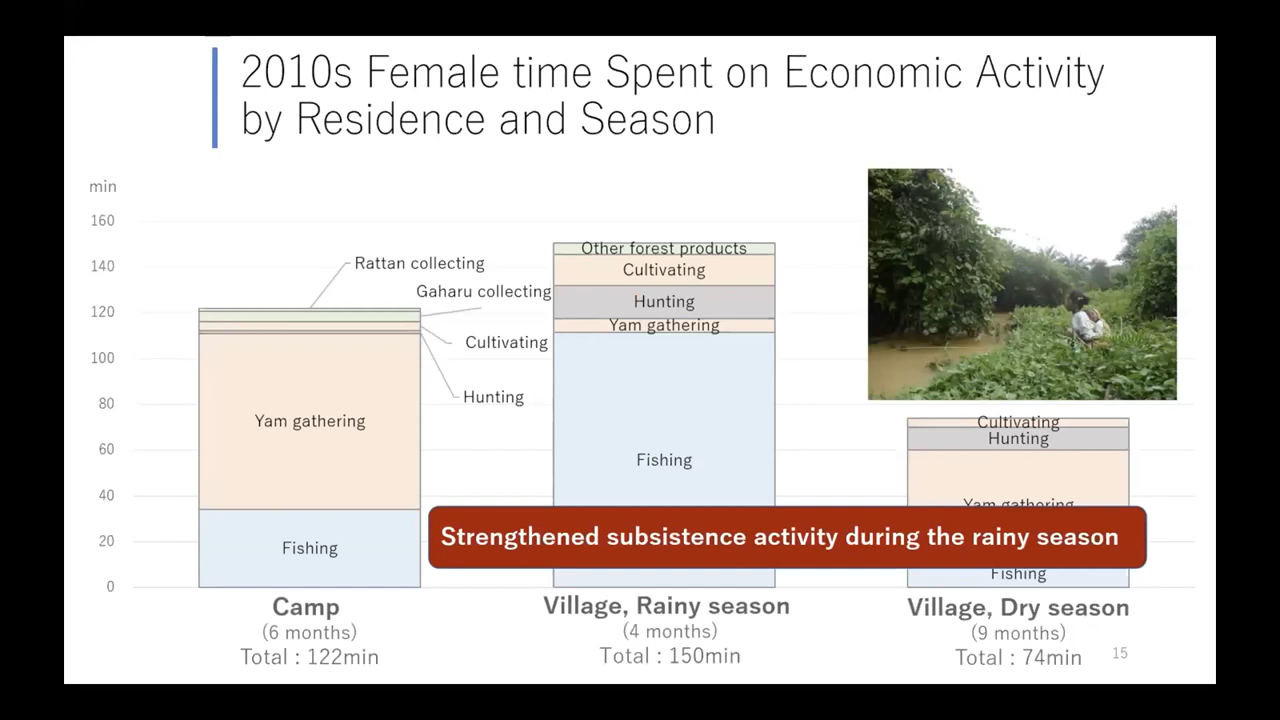 2010s Female time Spent on Economic Activity
by Residence and Season
min
160
140
120
100
80
60
40
20
0
Rattan collecting
Gaharu collecting
Cultivating
Hunting
Yam gathering
Fishing
Other forest products
Cultivating
Hunting
Yam gathering
Fishing
Cultivating
Hunting
Yam gathering
Fishing
Strengthened subsistence activity during the rainy season
Camp
(6 months)
Total : 122min
Village, Rainy season
(4 months)
Total : 150min
Village, Dry season
(9 months)
Total : 74min
15